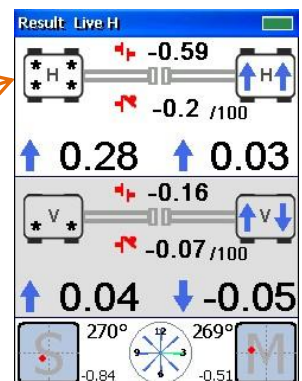 Result Live H
-0.59
* * H * *
H
-0.2 /100
0.28 0.03
-0.16
V * *
V
-0.07 /100
0.04 -0.05
270° 12 269°
S 9 3 M
-0.84 6 -0.51